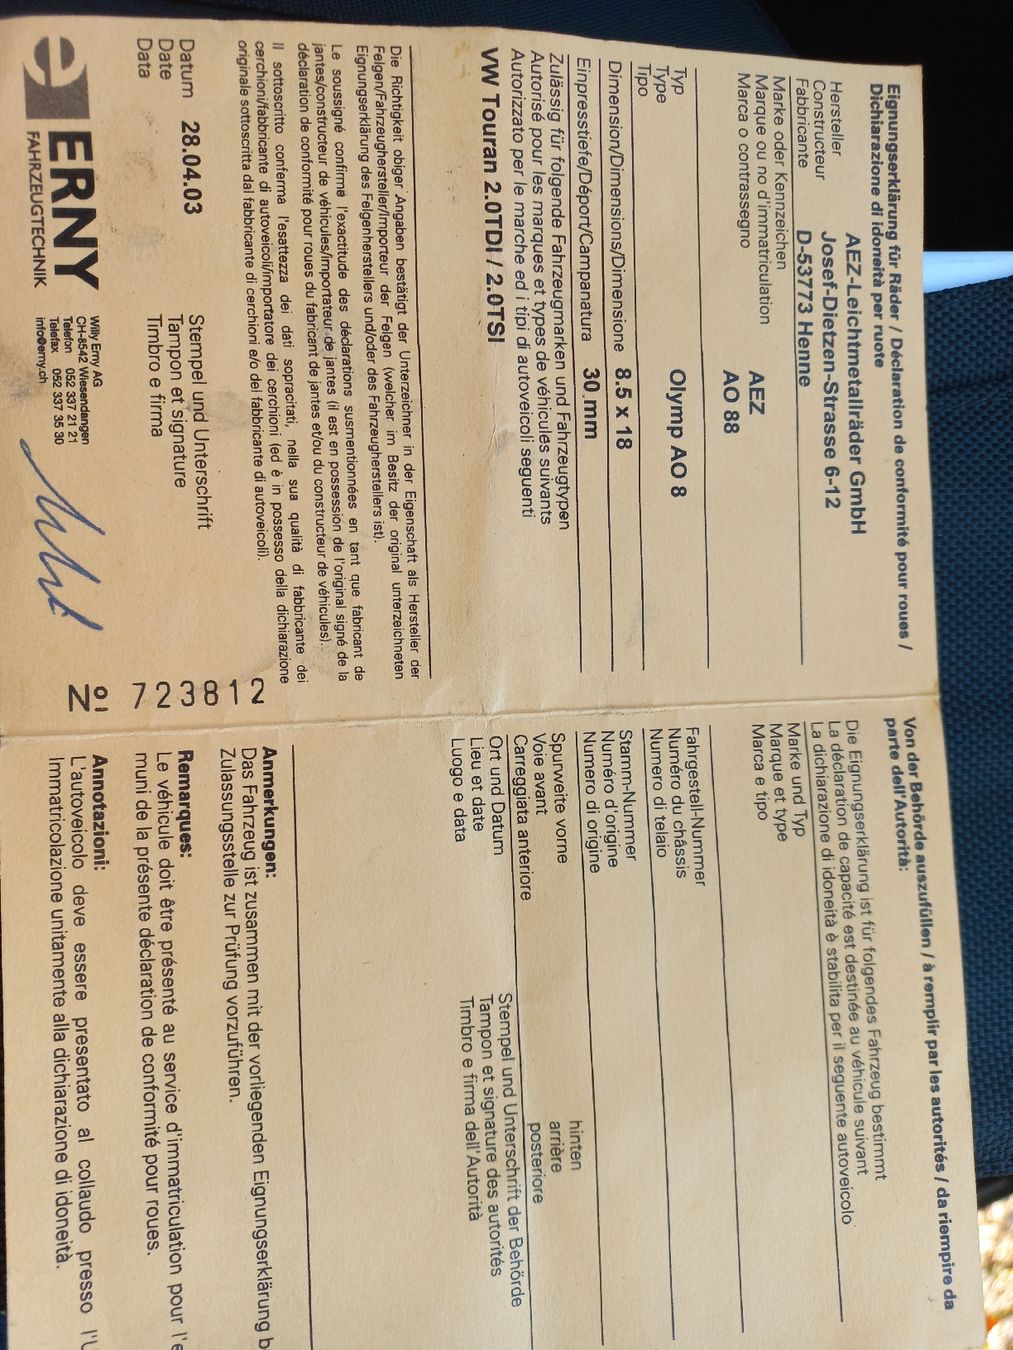 Eignungserklärung für Räder / Déclaration de conformité pour roues /
Dichiarazione di idoneità per ruote
Hersteller AEZ-Leichtmetallräder GmbH
Constructeur Josef-Dietzen-Strasse 6-12
Fabbricante D-53773 Henne
Marke oder Kennzeichen
Marque ou no d'immatriculation AEZ
Marca o contrassegno AO 88
Typ
Type Olymp AO 8
Tipo
Dimension/Dimensions/Dimensione 8.5 x 18
Einpresstiefe/Déport/Campanatura 30 mm
Zulässig für folgende Fahrzeugmarken und Fahrzeugtypen
Autorisé pour les marques et types de véhicules suivants
Autorizzato per le marche ed i tipi di autoveicoli seguenti
VW Touran 2.0TDI / 2.0TSI
Die Richtigkeit obiger Angaben bestätigt der Unterzeichner in der Eigenschaft als Hersteller der
Felgen/Fahrzeughersteller/Importeur der Felgen (welcher im Besitz der original unterzeichneten
Eignungserklärung des Felgenherstellers und/oder des Fahrzeugherstellers ist).
Le soussigné confirme l'exactitude des déclarations susmentionnées en tant que fabricant de
jantes/constructeur de véhicules/importateur de jantes (il est en possession de l'original signé de la
déclaration de conformité pour roues du fabricant de jantes et/ou du constructeur de véhicules).
Il sottoscritto conferma l'esattezza dei dati sopracitati, nella sua qualità di fabbricante dei
cerchioni/fabbricante di autoveicoli/importatore dei cerchioni (ed è in possesso della dichiarazione
originale sottoscritta dal fabbricante di cerchioni e/o del fabbricante di autoveicoli).
Datum 28.04.03 Stempel und Unterschrift
Date Tampon et signature
Data Timbro e firma
e ERNY
FAHRZEUGTECHNIK
Willy Erny AG
CH-8542 Wiesendangen
Telefon 052 337 21 21
Telefax 052 337 35 30
info@erny.ch
N° 723812
Von der Behörde auszufüllen / à remplir par les autorités / da riempire da
parte dell'Autorità:
Die Eignungserklärung ist für folgendes Fahrzeug bestimmt
La déclaration de capacité est destinée au véhicule suivant
La dichiarazione di idoneità è stabilita per il seguente autoveicolo
Marke und Typ
Marque et type
Marca e tipo
Fahrgestell-Nummer
Numéro du châssis
Numero di telaio
Stamm-Nummer
Numéro d'origine
Numero di origine
Spurweite vorne hinten
Voie avant arrière
Carreggiata anteriore posteriore
Ort und Datum Stempel und Unterschrift der Behörde
Lieu et date Tampon et signature des autorités
Luogo e data Timbro e firma dell'Autorità
Anmerkungen:
Das Fahrzeug ist zusammen mit der vorliegenden Eignungserklärung b
Zulassungsstelle zur Prüfung vorzuführen.
Remarques:
Le véhicule doit être présenté au service d'immatriculation pour l'e
muni de la présente déclaration de conformité pour roues.
Annotazioni:
L'autoveicolo deve essere presentato al collaudo presso l'U
Immatricolazione unitamente alla dichiarazione di idoneità.